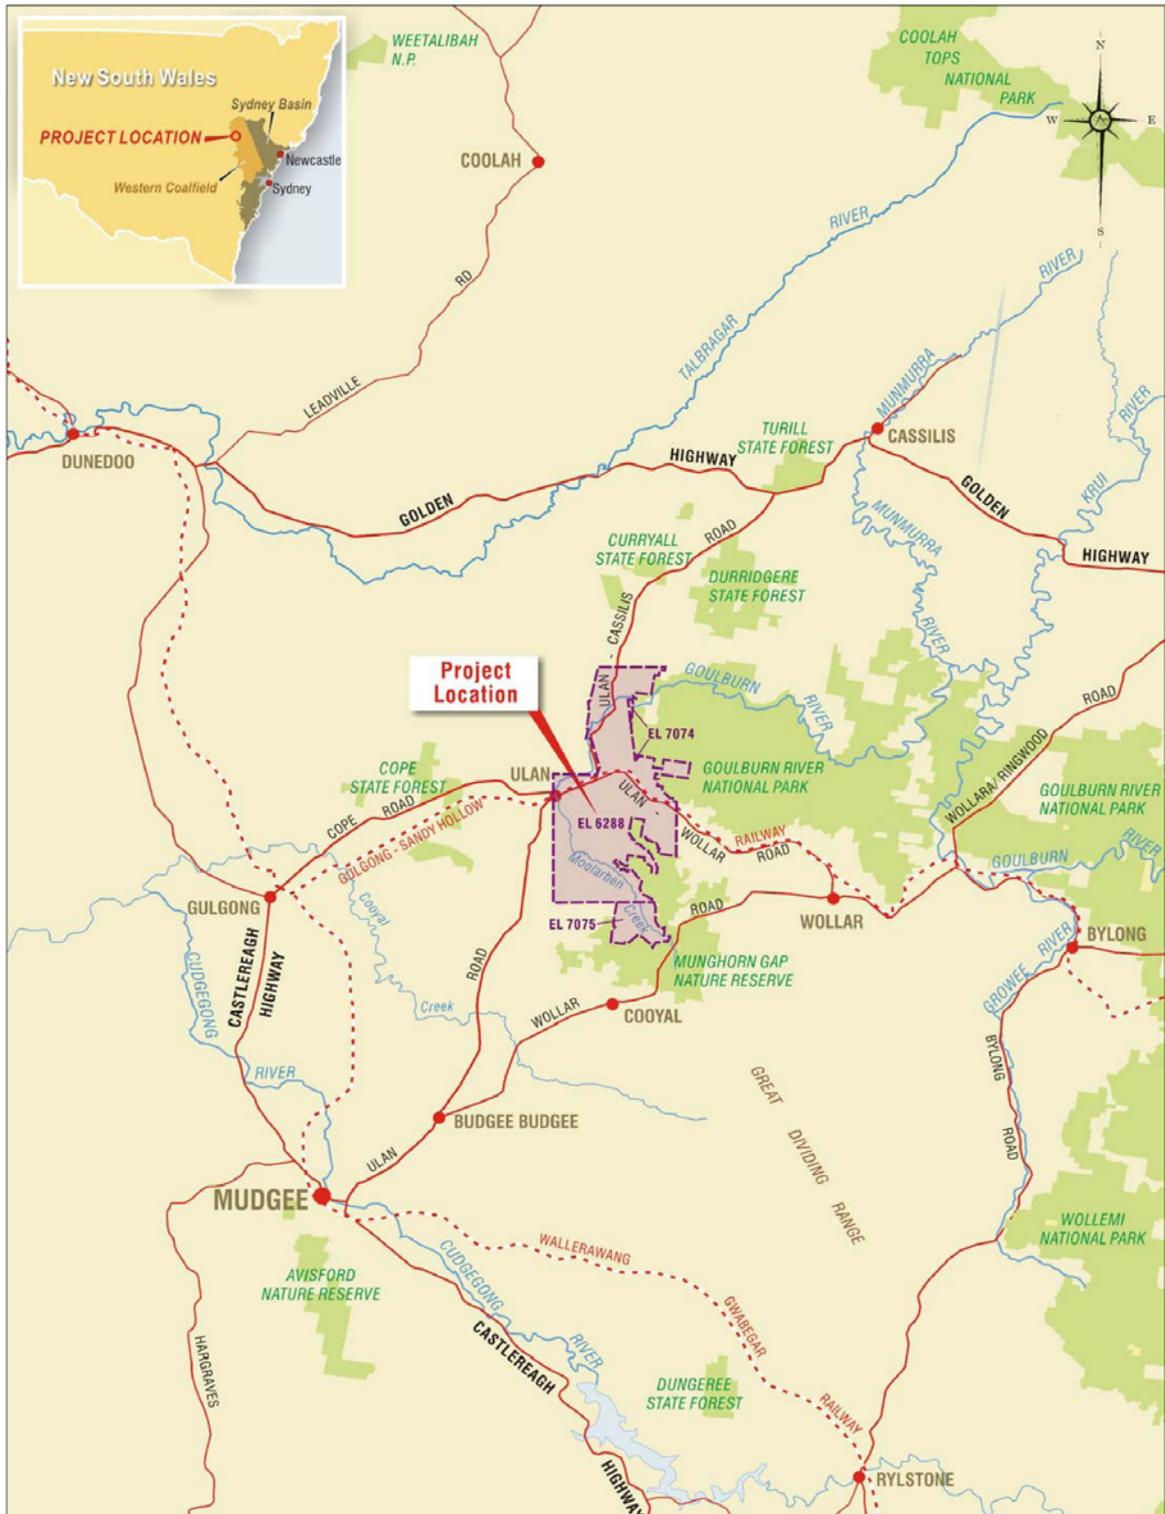 New South Wales
Sydney Basin
PROJECT LOCATION
Newcastle
Western Coalfield
Sydney
WEETALIBAH
N.P.
COOLAH
TOPS
NATIONAL
PARK
N
W
E
S
COOLAH
RIVER
RIVER
RD
TALBRAGAR
LEADVILLE
MUNMURRA
RIVER
DUNEDOO
TURILL
STATE FOREST
CASSILIS
HIGHWAY
GOLDEN
GOLDEN
KRUI
HIGHWAY
MUNMURRA
RIVER
CURRYALL
STATE FOREST
ROAD
DURRIDGERE
STATE FOREST
ULAN - CASSILIS
Project
Location
GOULBURN
RIVER
EL 7074
ROAD
WOLLARA/RINGWOOD
ULAN
COPE
STATE FOREST
GOULBURN RIVER
NATIONAL PARK
GOULBURN RIVER
NATIONAL PARK
COPE ROAD
GULGONG - SANDY HOLLOW
RAILWAY
ULAN
WOLLAR
ROAD
EL 6288
Moolarben
Creek
GOULBURN
RIVER
GULGONG
Cooyal
Creek
EL 7075
ROAD
WOLLAR
BYLONG
CASTLEREAGH
HIGHWAY
CUDGEGONG
RIVER
ROAD
MUNGHORN GAP
NATURE RESERVE
WOLLAR
COOYAL
GROWEE
RIVER
BYLONG
ROAD
GREAT
DIVIDING
RANGE
BUDGEE BUDGEE
ULAN
MUDGEE
WOLLEMI
NATIONAL PARK
AVISFORD
NATURE RESERVE
CUDGEGONG
RIVER
WALLERAWANG
GWABEGAR
RAILWAY
HARGRAVES
CASTLEREAGH
HIGHWAY
DUNGEREE
STATE FOREST
RYLSTONE